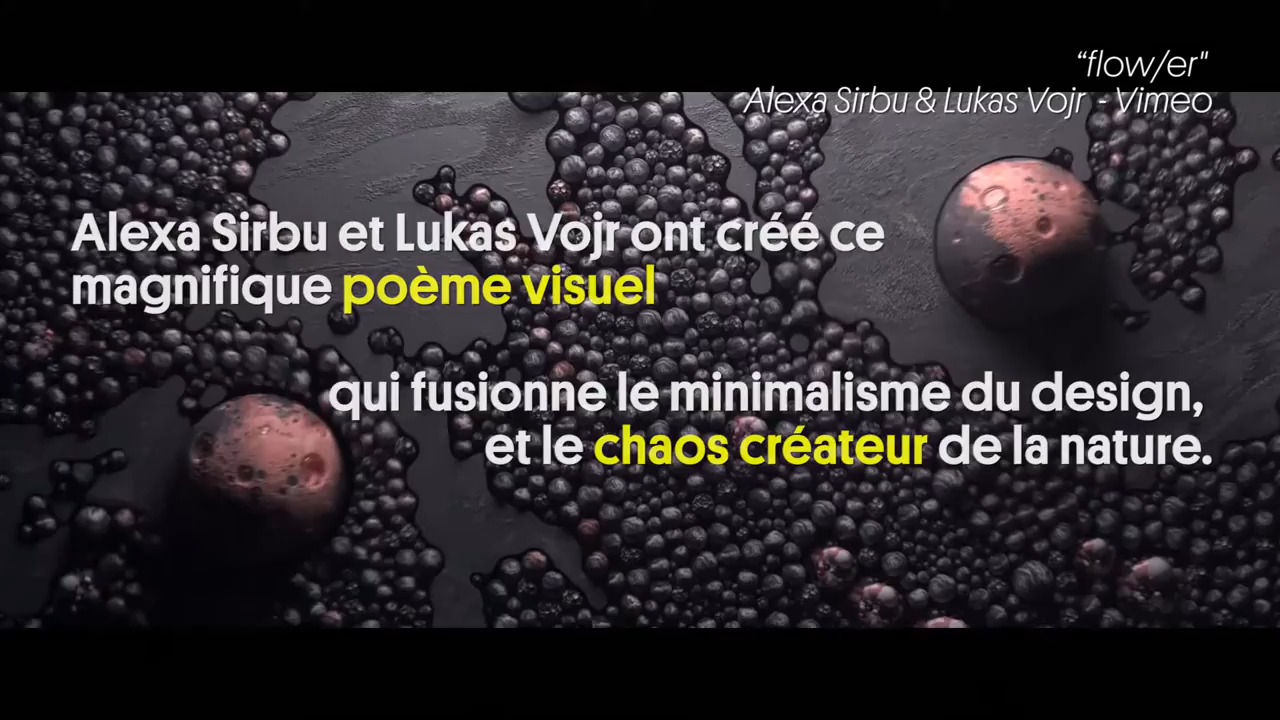 “flow/er"
Alexa Sirbu & Lukas Vojr - Vimeo
Alexa Sirbu et Lukas Vojr ont créé ce
magnifique poème visuel
qui fusionne le minimalisme du design,
et le chaos créateur de la nature.